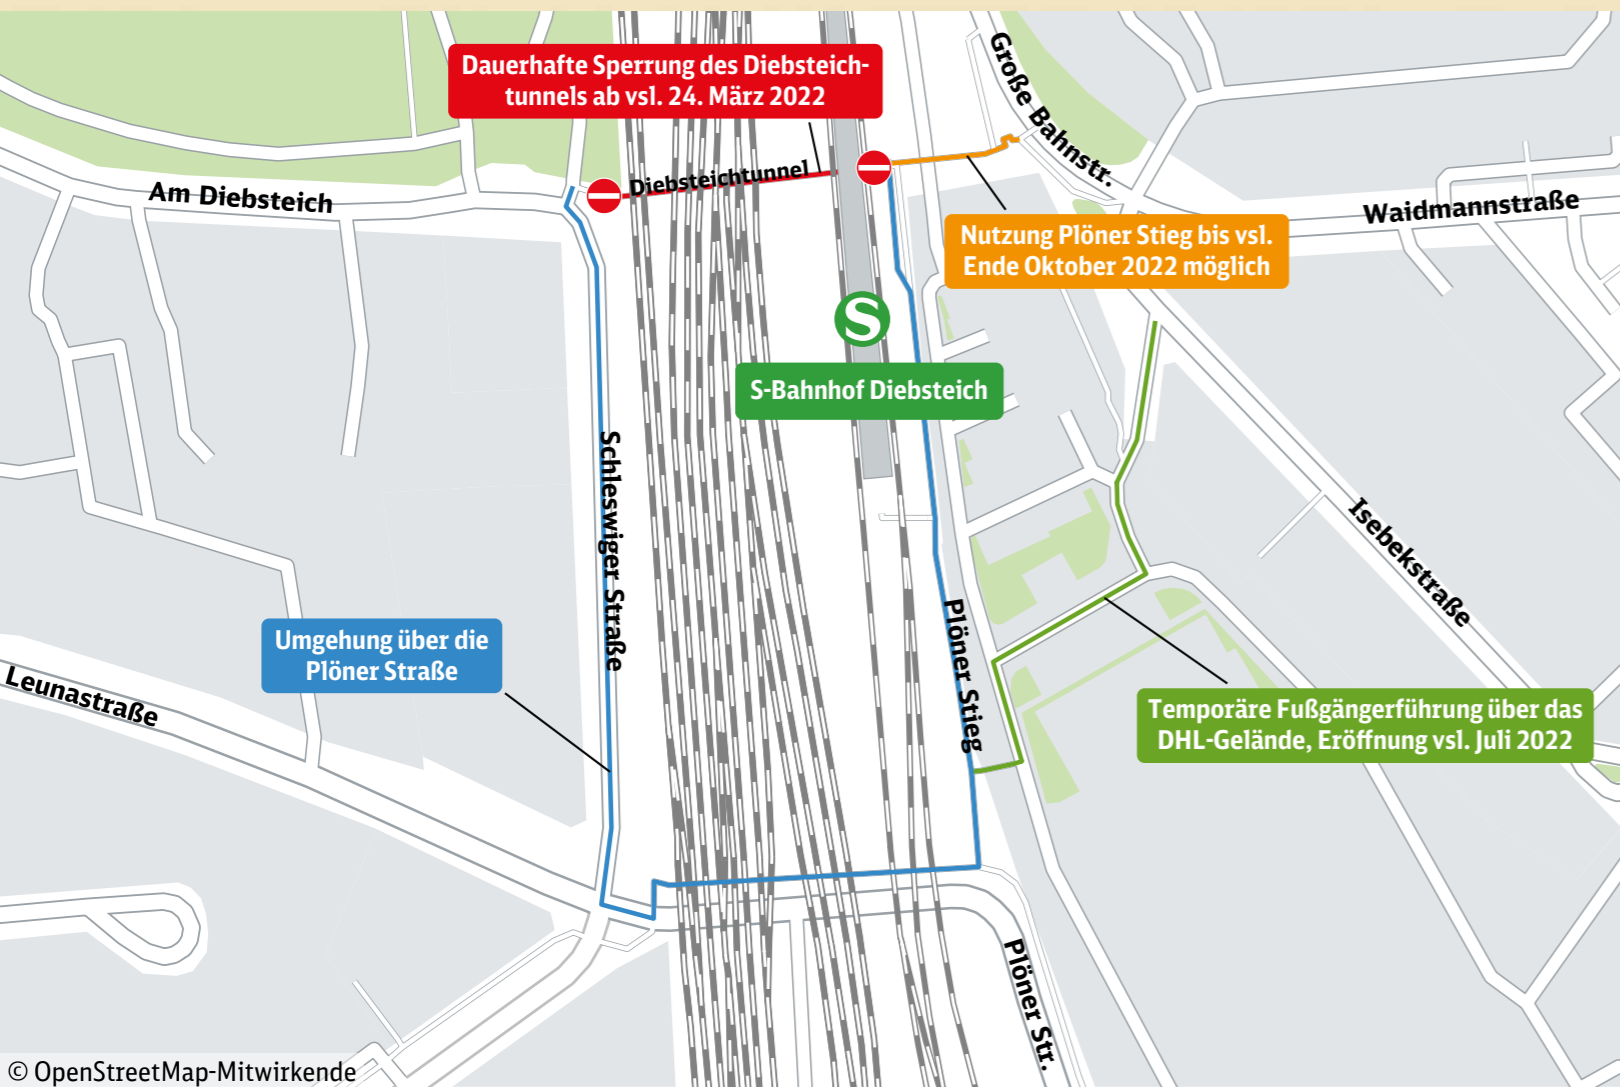 Dauerhafte Sperrung des Diebsteich-
tunnels ab vsl. 24. März 2022
Große Bahnstr.
Diebsteichtunnel
Am Diebsteich
Waidmannstraße
Nutzung Plöner Stieg bis vsl.
Ende Oktober 2022 möglich
S
S-Bahnhof Diebsteich
Schleswiger Straße
Isebekstraße
Umgehung über die
Plöner Straße
Plöner Stieg
Leunastraße
Temporäre Fußgängerführung über das
DHL-Gelände, Eröffnung vsl. Juli 2022
Plöner Str.
© OpenStreetMap-Mitwirkende